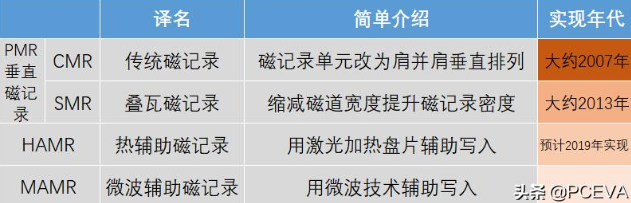 译名 简单介绍 实现年代
PMR垂直磁记录 CMR 传统磁记录 磁记录单元改为肩并肩垂直排列 大约2007年
SMR 叠瓦磁记录 缩减磁道宽度提升磁记录密度 大约2013年
HAMR 热辅助磁记录 用激光加热盘片辅助写入 预计2019年实现
MAMR 微波辅助磁记录 用微波技术辅助写入
头条 @PCEVA